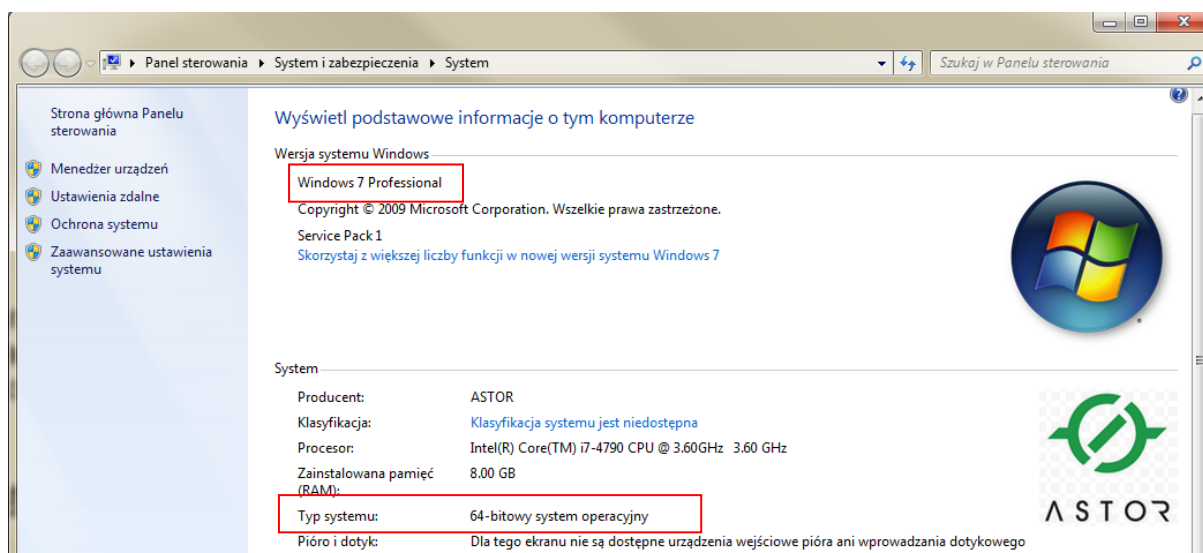 Panel sterowania ▸ System i zabezpieczenia ▸ System
Szukaj w Panelu sterowania
Strona główna Panelu
sterowania
Menedżer urządzeń
Ustawienia zdalne
Ochrona systemu
Zaawansowane ustawienia
systemu
Wyświetl podstawowe informacje o tym komputerze
Wersja systemu Windows
Windows 7 Professional
Copyright © 2009 Microsoft Corporation. Wszelkie prawa zastrzeżone.
Service Pack 1
Skorzystaj z większej liczby funkcji w nowej wersji systemu Windows 7
System
Producent: ASTOR
Klasyfikacja: Klasyfikacja systemu jest niedostępna
Procesor: Intel(R) Core(TM) i7-4790 CPU @ 3.60GHz 3.60 GHz
Zainstalowana pamięć 8.00 GB
(RAM):
Typ systemu: 64-bitowy system operacyjny
Pióro i dotyk: Dla tego ekranu nie są dostępne urządzenia wejściowe pióra ani wprowadzania dotykowego
ASTOR